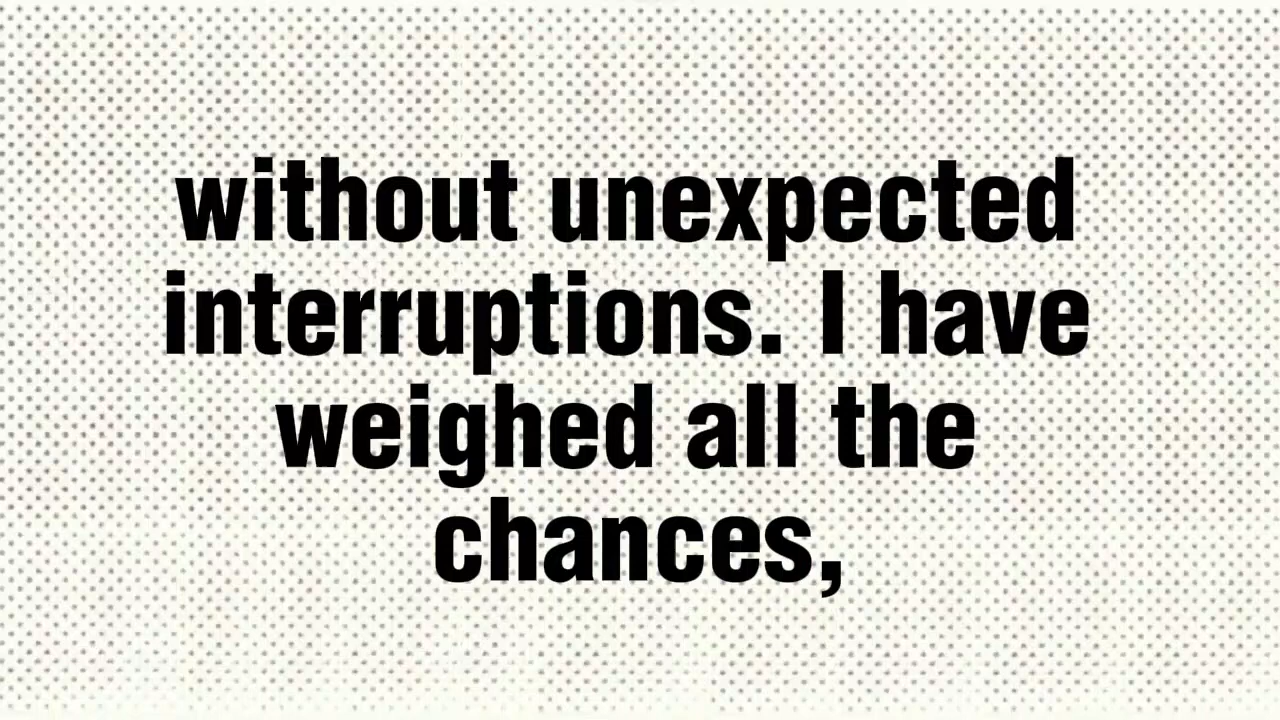 without unexpected
interruptions. I have
weighed all the
chances,